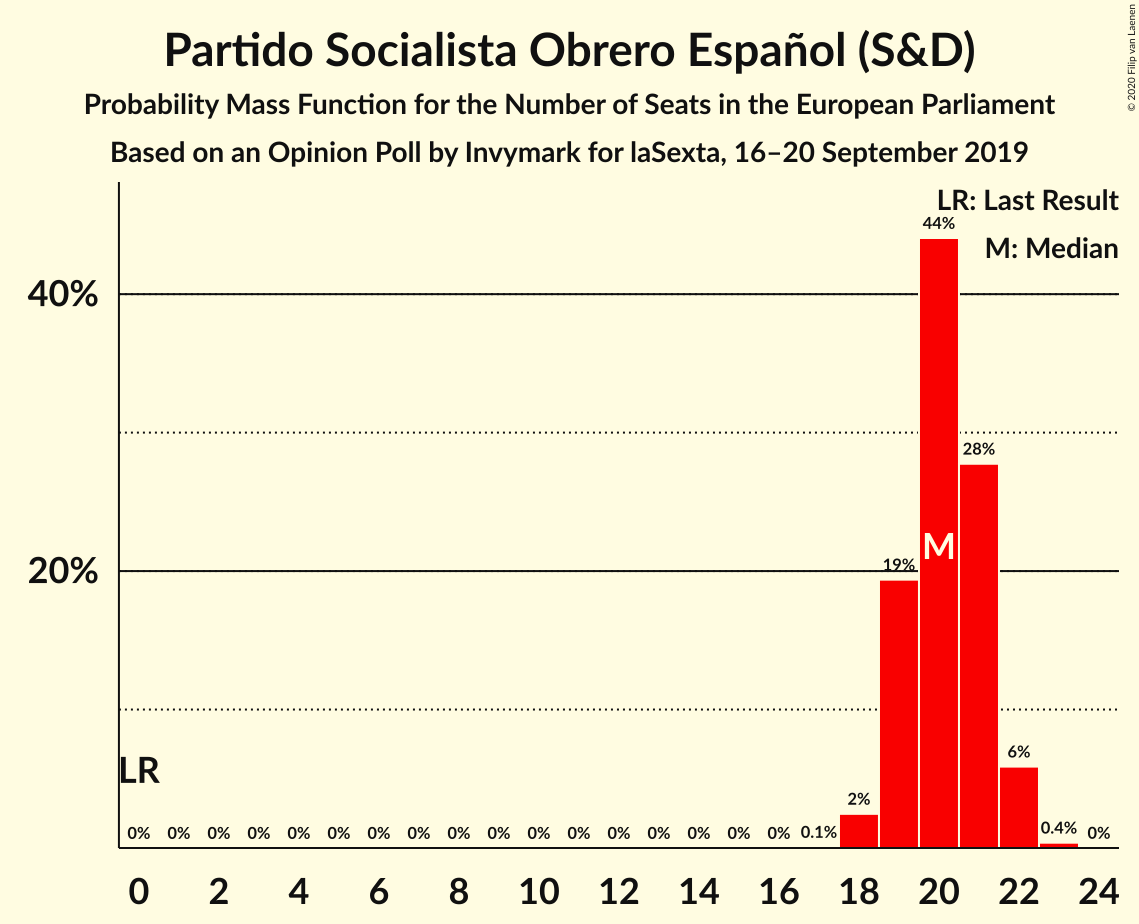 Partido Socialista Obrero Español (S&D)
Probability Mass Function for the Number of Seats in the European Parliament
Based on an Opinion Poll by Invymark for laSexta, 16–20 September 2019
© 2020 Filip van Laenen
LR: Last Result
M: Median
40%
20%
44%
28%
M
19%
LR
6%
2%
0% 0% 0% 0% 0% 0% 0% 0% 0% 0% 0% 0% 0% 0% 0% 0% 0% 0.1% 0.4% 0%
0 2 4 6 8 10 12 14 16 18 20 22 24